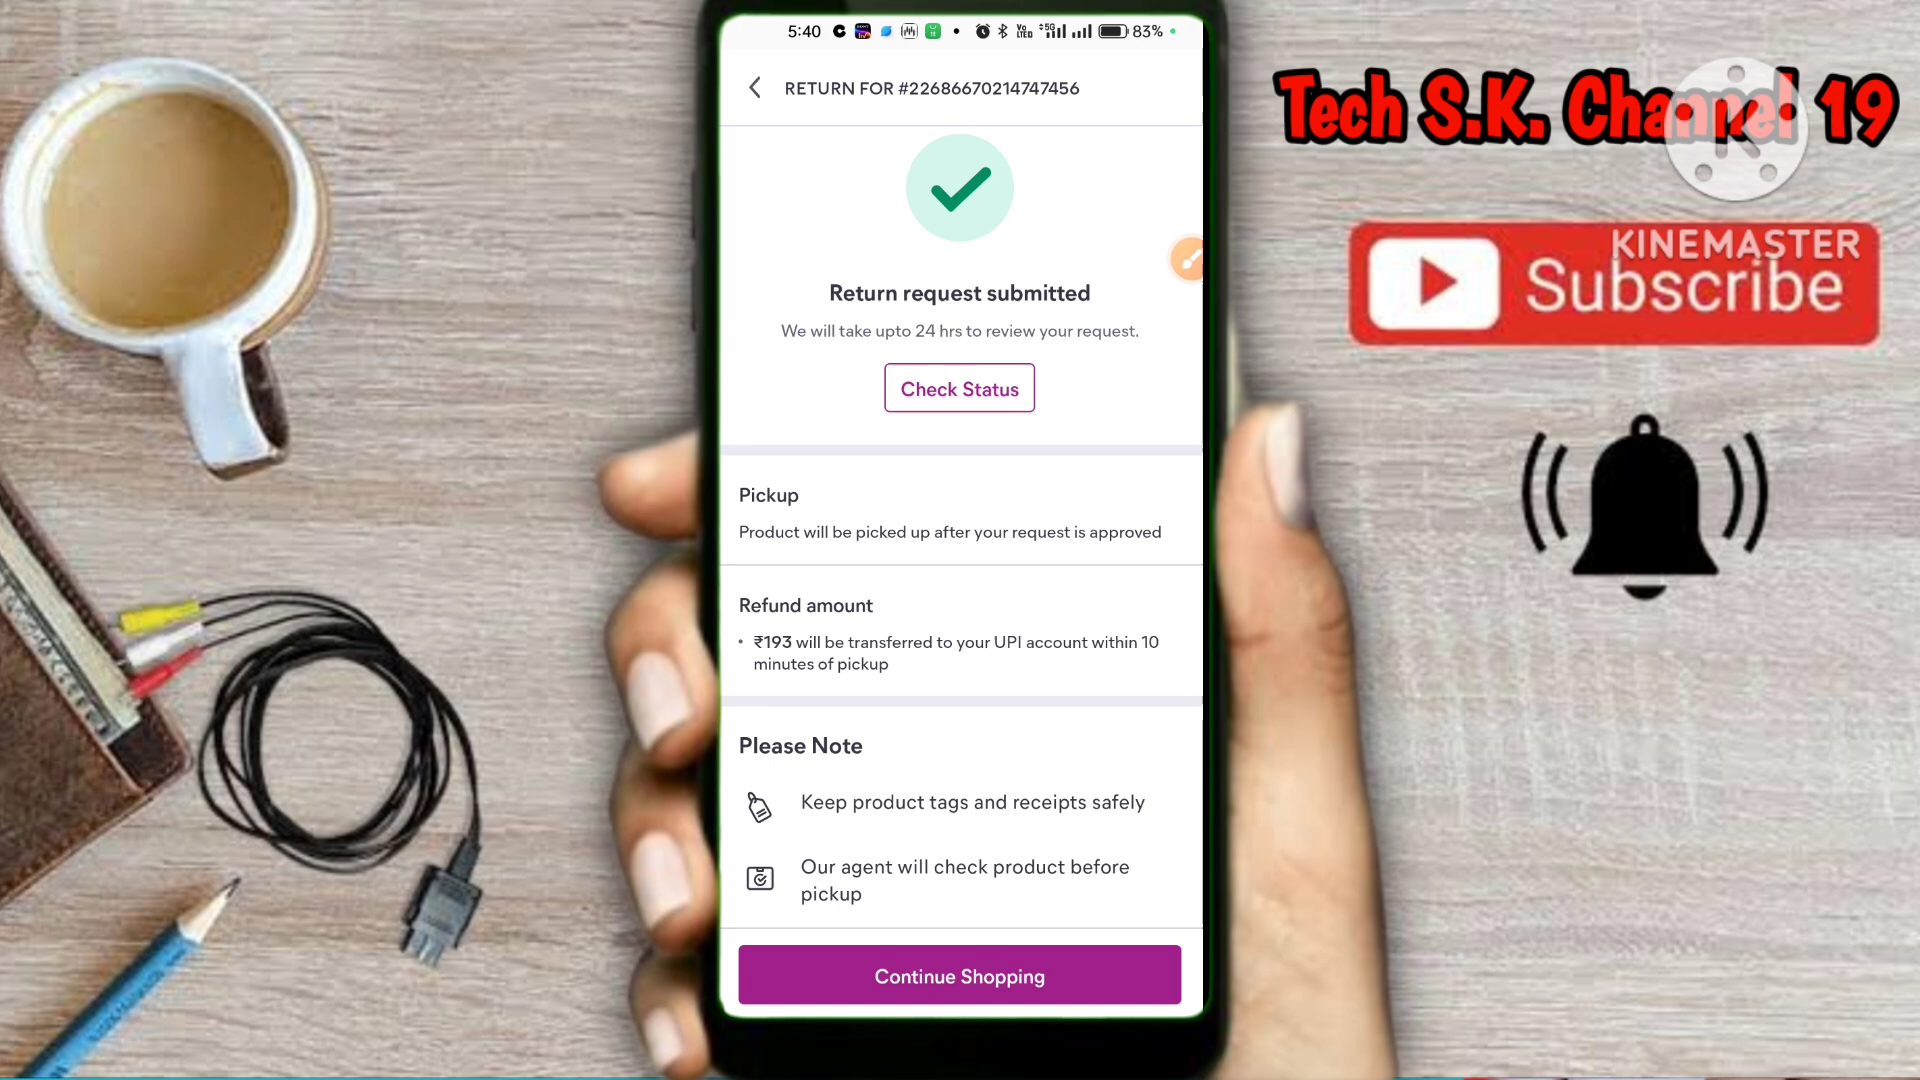 5:40
Vo
LTED
5G
83%
RETURN FOR #22686670214747456
Return request submitted
We will take upto 24 hrs to review your request.
Check Status
Pickup
Product will be picked up after your request is approved
Refund amount
• ₹193 will be transferred to your UPI account within 10
minutes of pickup
Please Note
Keep product tags and receipts safely
Our agent will check product before
pickup
Continue Shopping
Tech S.K. Channel 19
K
KINEMASTER
Subscribe